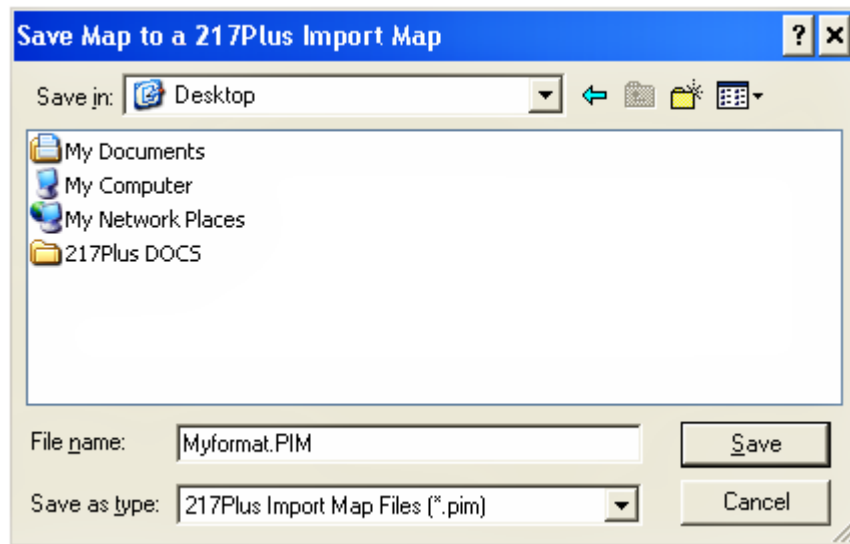 Save Map to a 217Plus Import Map
Save in: Desktop
My Documents
My Computer
My Network Places
217Plus DOCS
File name: Myformat.PIM Save
Save as type: 217Plus Import Map Files (*.pim) Cancel